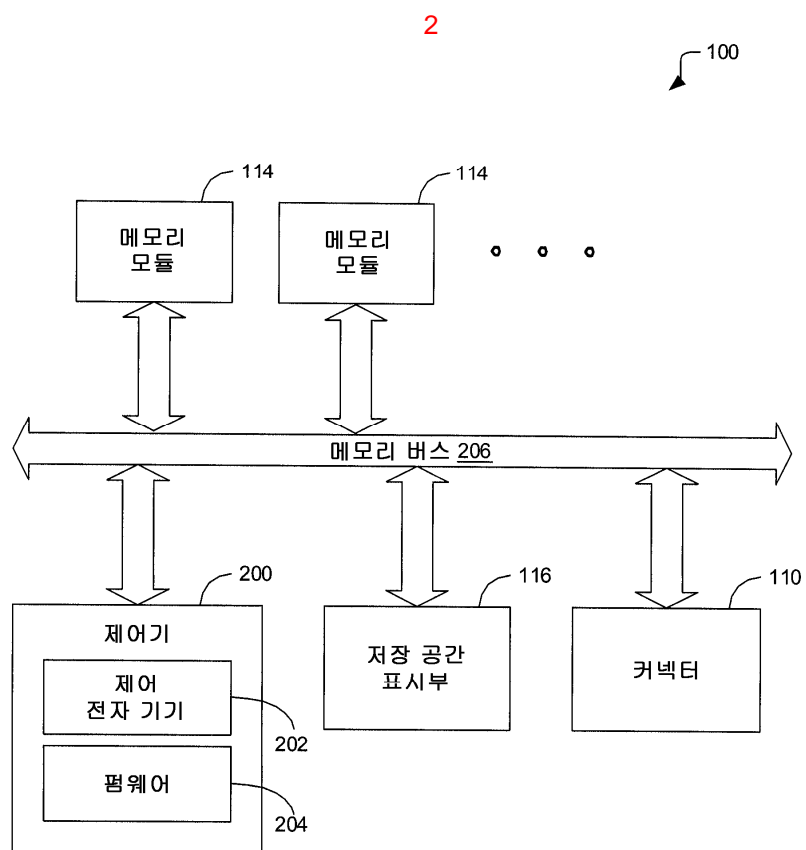 2
100
114
114
메모리
모듈
메모리
모듈
메모리 버스 206
200
116
110
제어기
제어
전자 기기
202
펌웨어
204
저장 공간
표시부
커넥터